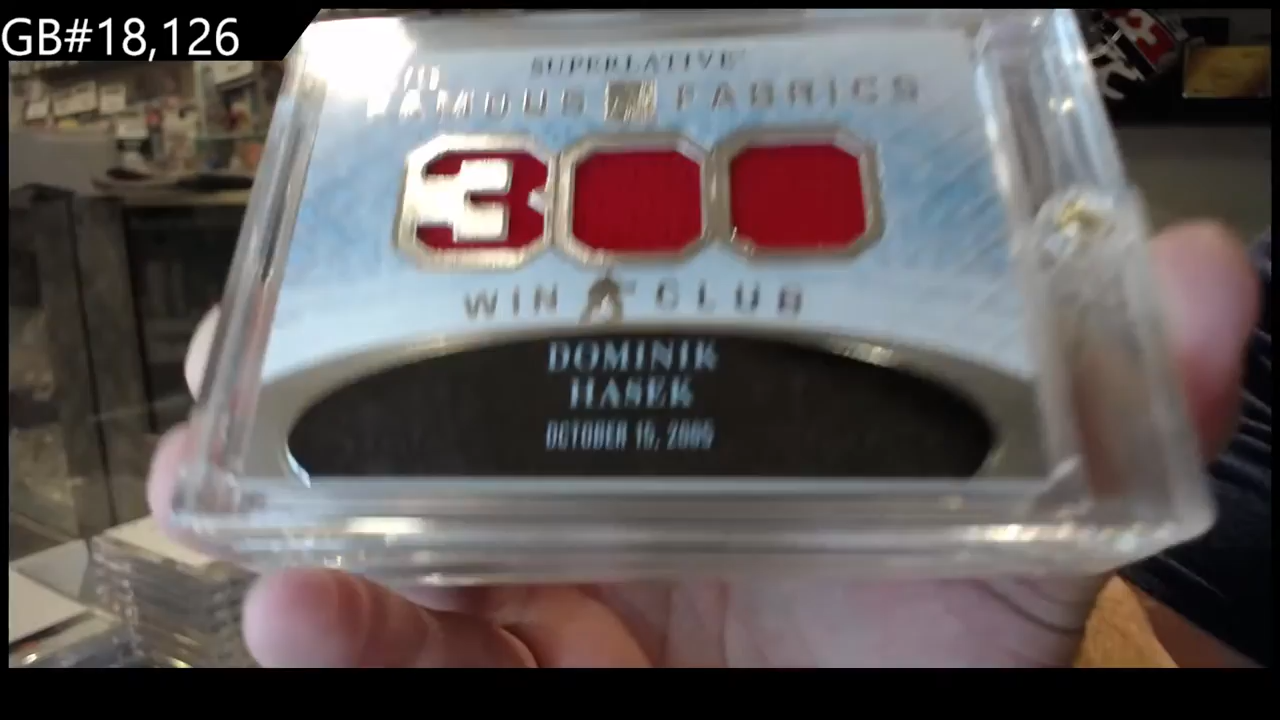 GB#18,126
SUPERLATIVE
FAMOUS FABRICS
300
WIN CLUB
DOMINIK
HASEK
OCTOBER 15, 2005